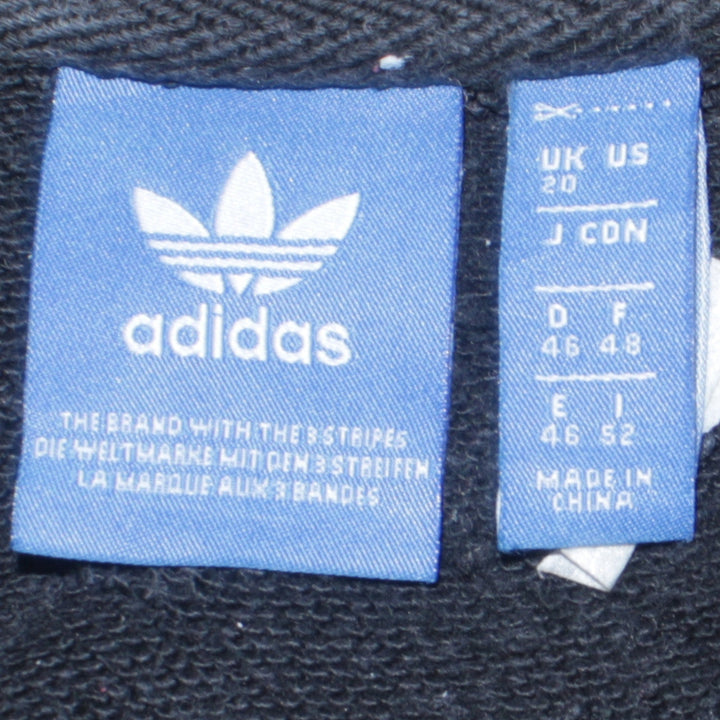 adidas
THE BRAND WITH THE 3 STRIPES
DIE WELTMARKE MIT DEN 3 STREIFEN
LA MARQUE AUX 3 BANDES
UK US
20
J CDN
D F
46 48
E I
46 52
MADE IN
CHINA